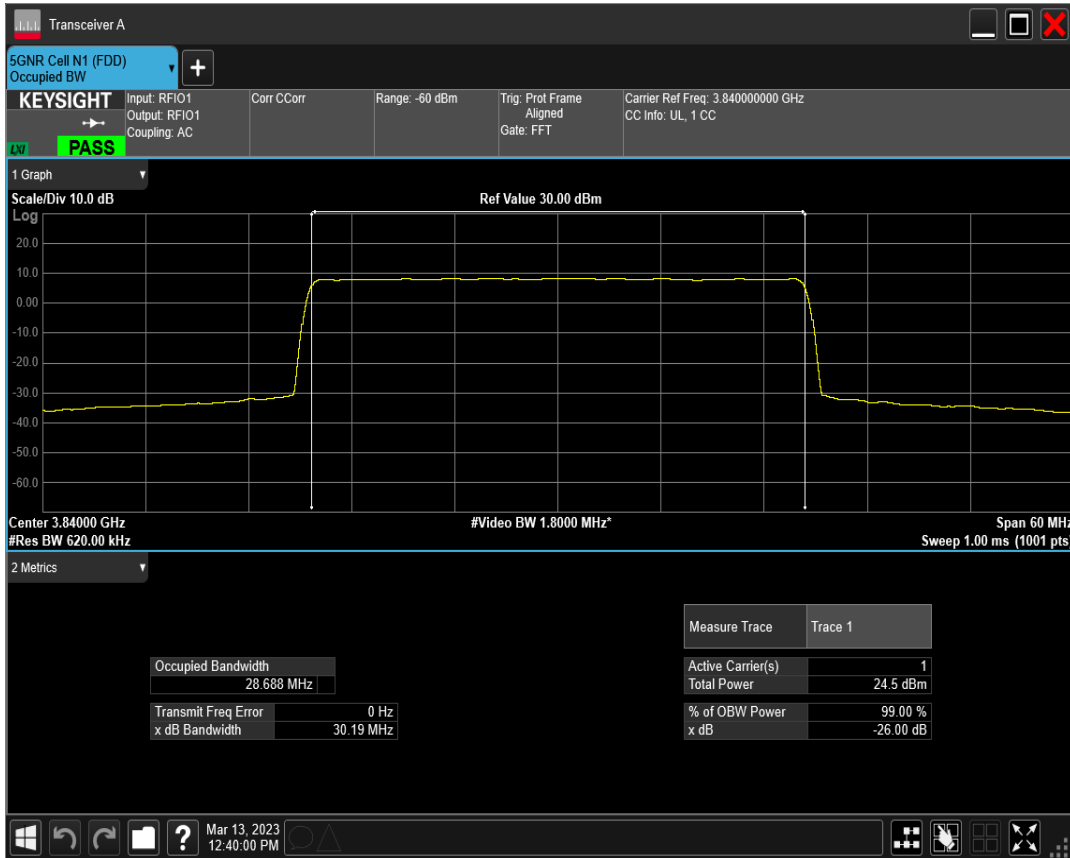 Transceiver A
5GNR Cell N1 (FDD)
Occupied BW
+
KEYSIGHT
LXI
PASS
Input: RFIO1
Output: RFIO1
Coupling: AC
Corr CCorr
Range: -60 dBm
Trig: Prot Frame
Aligned
Gate: FFT
Carrier Ref Freq: 3.840000000 GHz
CC Info: UL, 1 CC
1 Graph
Scale/Div 10.0 dB
Ref Value 30.00 dBm
Log
20.0
10.0
0.00
-10.0
-20.0
-30.0
-40.0
-50.0
-60.0
Center 3.84000 GHz
#Video BW 1.8000 MHz*
Span 60 MHz
#Res BW 620.00 kHz
Sweep 1.00 ms (1001 pts)
2 Metrics
Measure Trace Trace 1
Occupied Bandwidth
28.688 MHz
Transmit Freq Error 0 Hz
x dB Bandwidth 30.19 MHz
Active Carrier(s) 1
Total Power 24.5 dBm
% of OBW Power 99.00 %
x dB -26.00 dB
?
Mar 13, 2023
12:40:00 PM